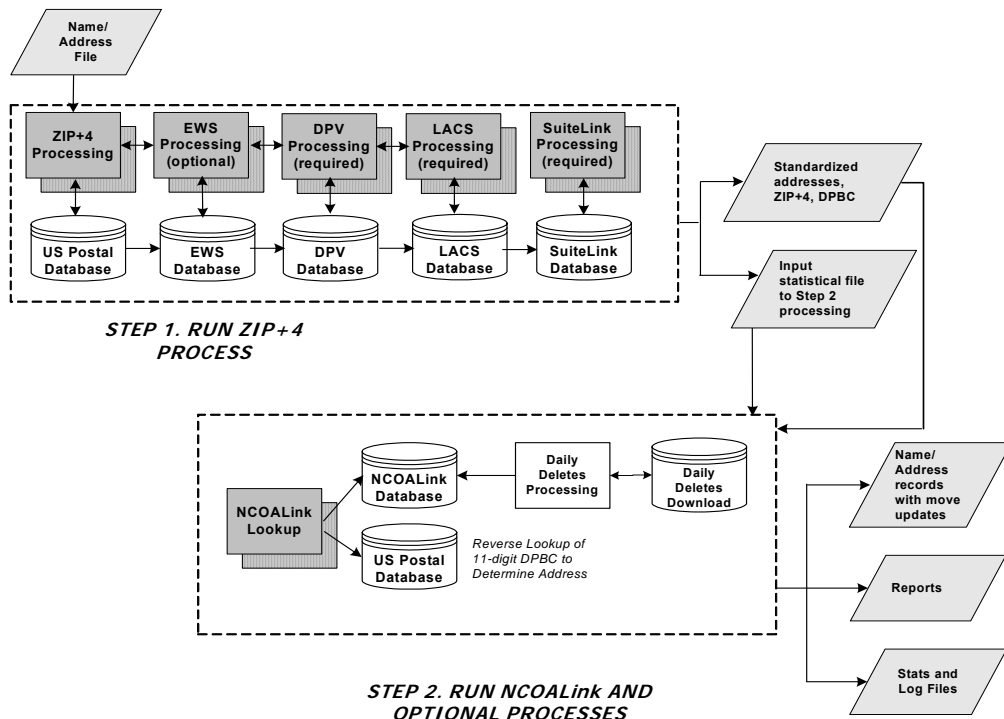 Name/
Address
File
ZIP+4
Processing
EWS
Processing
(optional)
DPV
Processing
(required)
LACS
Processing
(required)
SuiteLink
Processing
(required)
US Postal
Database
EWS
Database
DPV
Database
LACS
Database
SuiteLink
Database
STEP 1. RUN ZIP+4
PROCESS
Standardized
addresses,
ZIP+4, DPBC
Input
statistical file
to Step 2
processing
NCOALink
Lookup
NCOALink
Database
US Postal
Database
Daily
Deletes
Processing
Daily
Deletes
Download
Reverse Lookup of
11-digit DPBC to
Determine Address
Name/
Address
records
with move
updates
Reports
Stats and
Log Files
STEP 2. RUN NCOALink AND
OPTIONAL PROCESSES